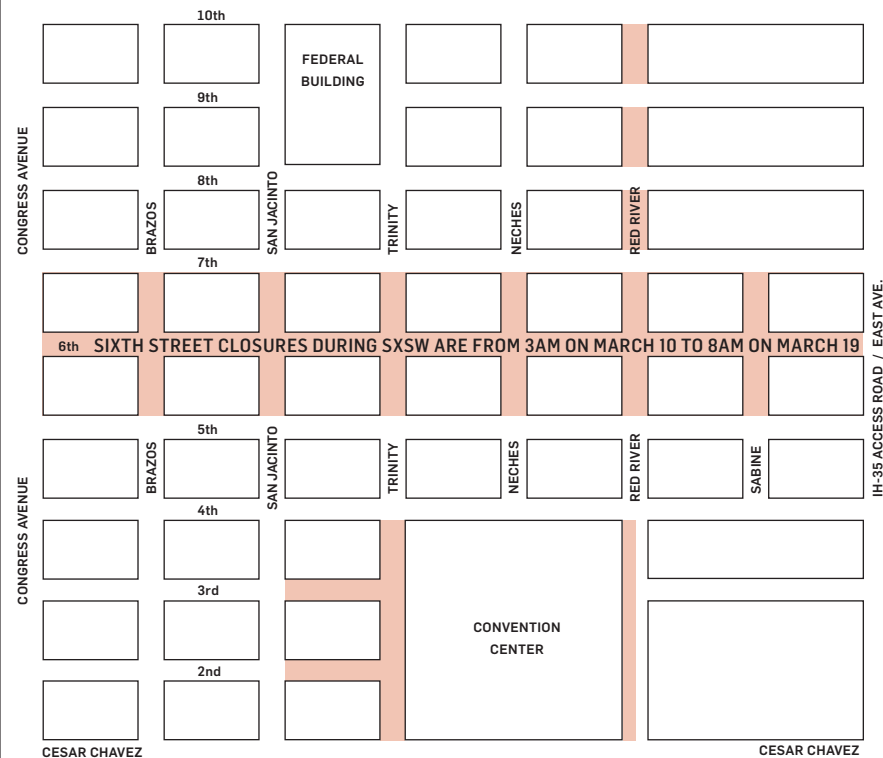 10th
FEDERAL
BUILDING
9th
CONGRESS AVENUE
8th
BRAZOS
SAN JACINTO
TRINITY
NECHES
RED RIVER
7th
6th SIXTH STREET CLOSURES DURING SXSW ARE FROM 3AM ON MARCH 10 TO 8AM ON MARCH 19
IH-35 ACCESS ROAD / EAST AVE.
5th
BRAZOS
SAN JACINTO
TRINITY
NECHES
RED RIVER
SABINE
CONGRESS AVENUE
4th
3rd
CONVENTION
CENTER
2nd
CESAR CHAVEZ
CESAR CHAVEZ